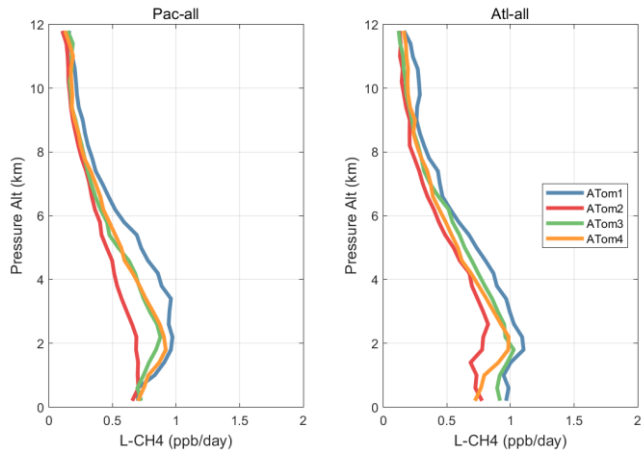 Pac-all
12
10
8
6
4
2
0
Pressure Alt (km)
0
0.5
1
1.5
2
L-CH4 (ppb/day)
Atl-all
12
10
8
6
4
2
0
Pressure Alt (km)
0
0.5
1
1.5
2
L-CH4 (ppb/day)
ATom1
ATom2
ATom3
ATom4